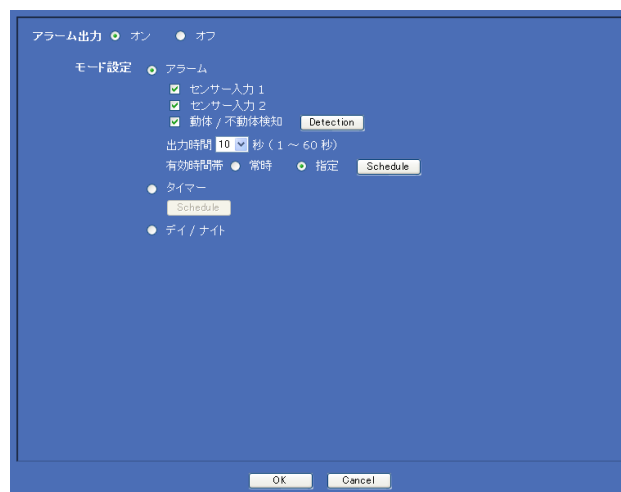 アラーム出力 オン オフ
モード設定 アラーム
センサー入力 1
センサー入力 2
動体 / 不動体検知 Detection
出力時間 10 秒 ( 1 ～ 60 秒)
有効時間帯 常時 指定 Schedule
タイマー
Schedule
デイ / ナイト
OK Cancel